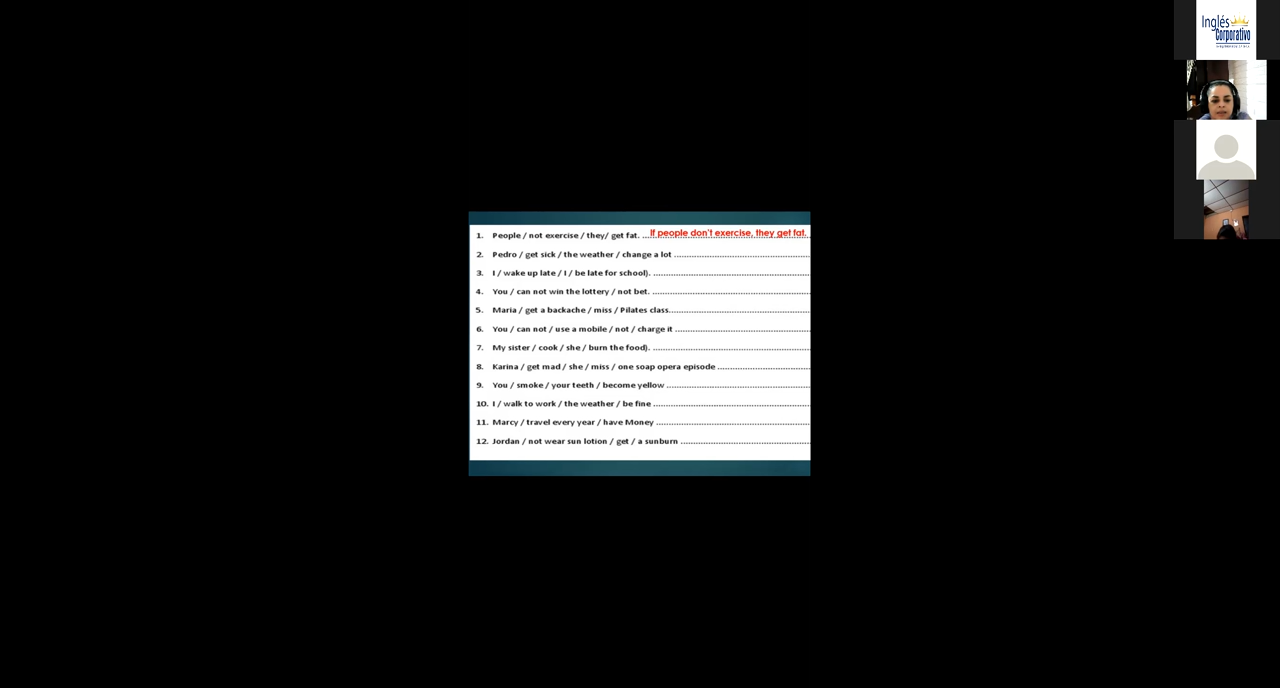 Inglés
Corporativo
1. People / not exercise / they/ get fat. ...If people don't exercise, they get fat.
2. Pedro / get sick / the weather / change a lot ........................................
3. I / wake up late / I / be late for school). ..............................................
4. You / can not win the lottery / not bet. ..............................................
5. Maria / get a backache / miss / Pilates class..........................................
6. You / can not / use a mobile / not / charge it ........................................
7. My sister / cook / she / burn the food). ..............................................
8. Karina / get mad / she / miss / one soap opera episode ...........................
9. You / smoke / your teeth / become yellow ..........................................
10. I / walk to work / the weather / be fine ..............................................
11. Marcy / travel every year / have Money .............................................
12. Jordan / not wear sun lotion / get / a sunburn ......................................